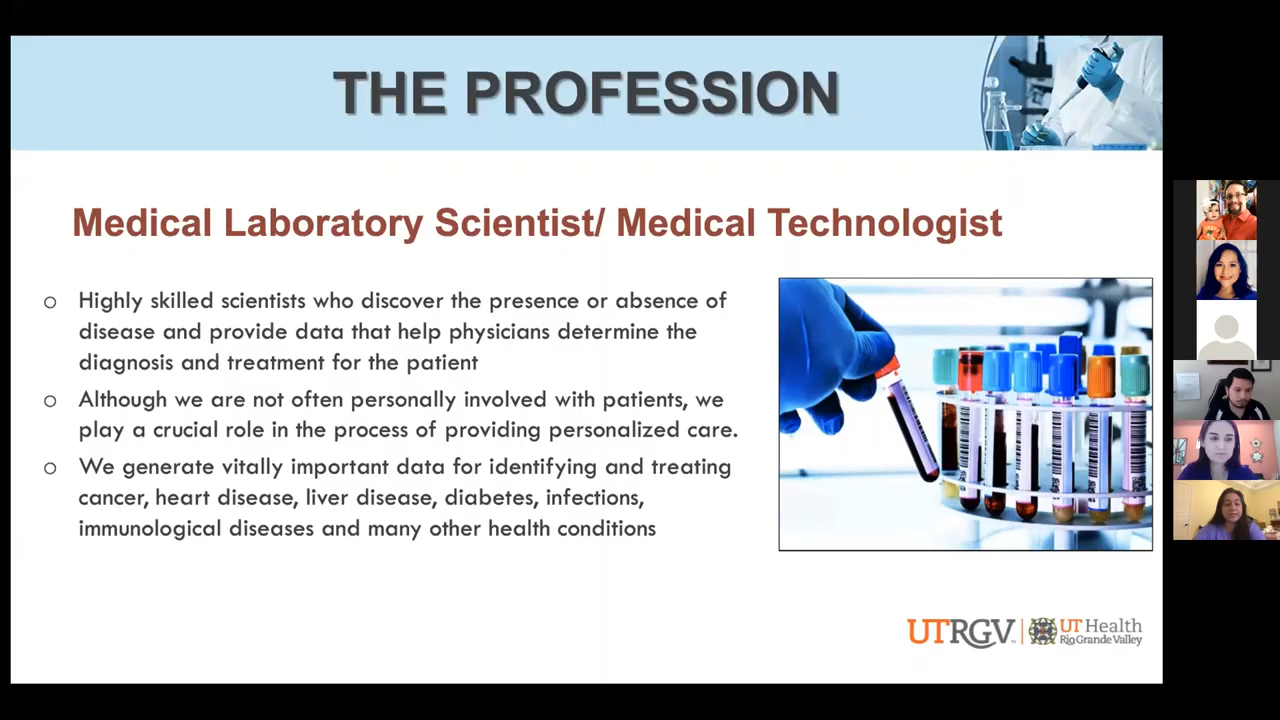 THE PROFESSION
Medical Laboratory Scientist/ Medical Technologist
o Highly skilled scientists who discover the presence or absence of
disease and provide data that help physicians determine the
diagnosis and treatment for the patient
o Although we are not often personally involved with patients, we
play a crucial role in the process of providing personalized care.
o We generate vitally important data for identifying and treating
cancer, heart disease, liver disease, diabetes, infections,
immunological diseases and many other health conditions
UTRGV
UT Health
Rio Grande Valley